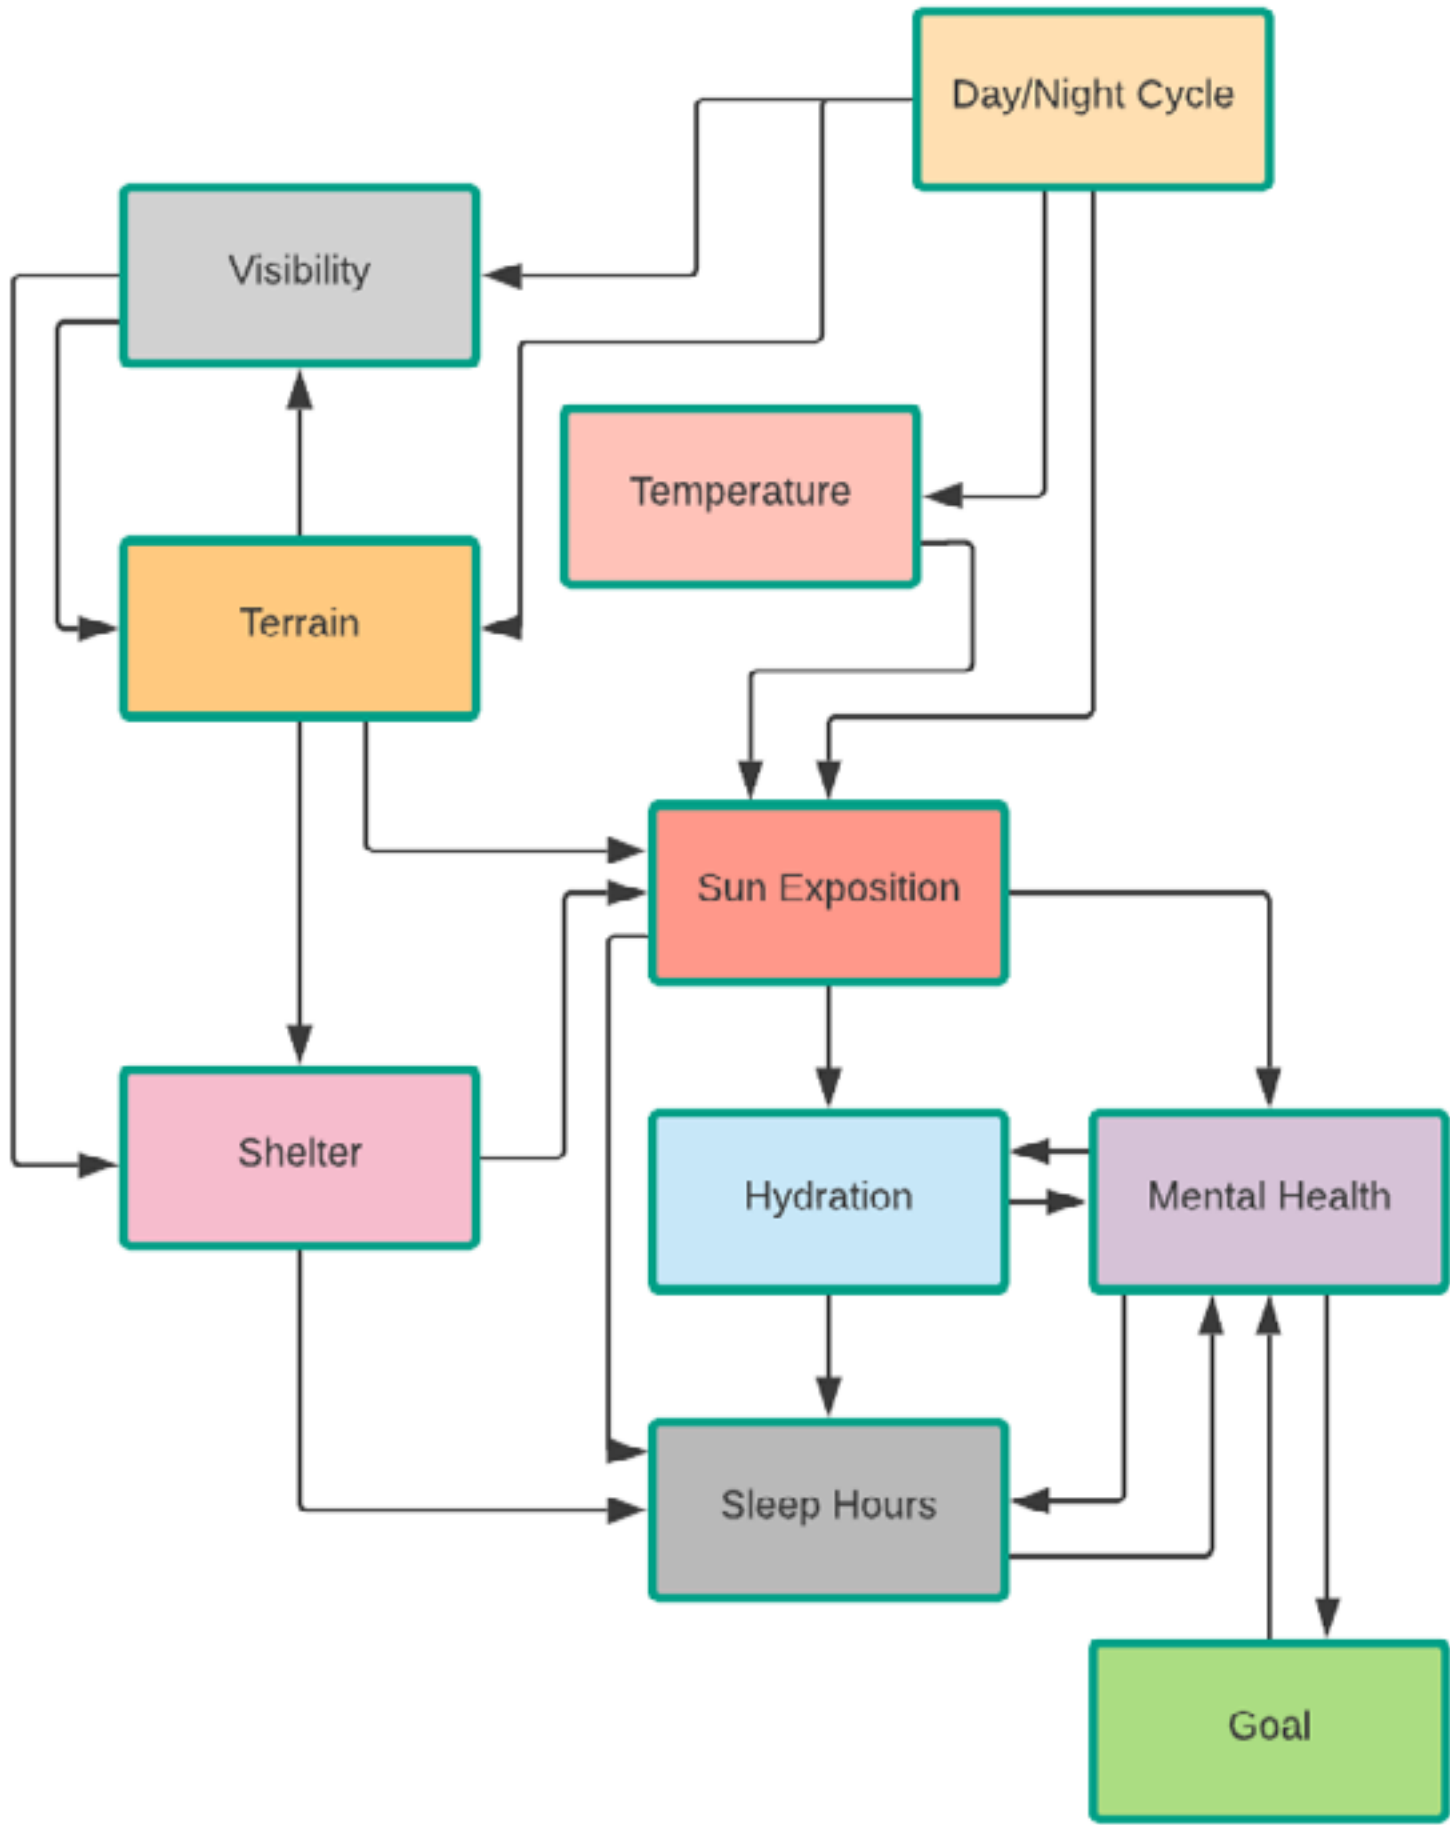 Day/Night Cycle
Visibility
Temperature
Terrain
Sun Exposition
Shelter
Hydration
Mental Health
Sleep Hours
Goal